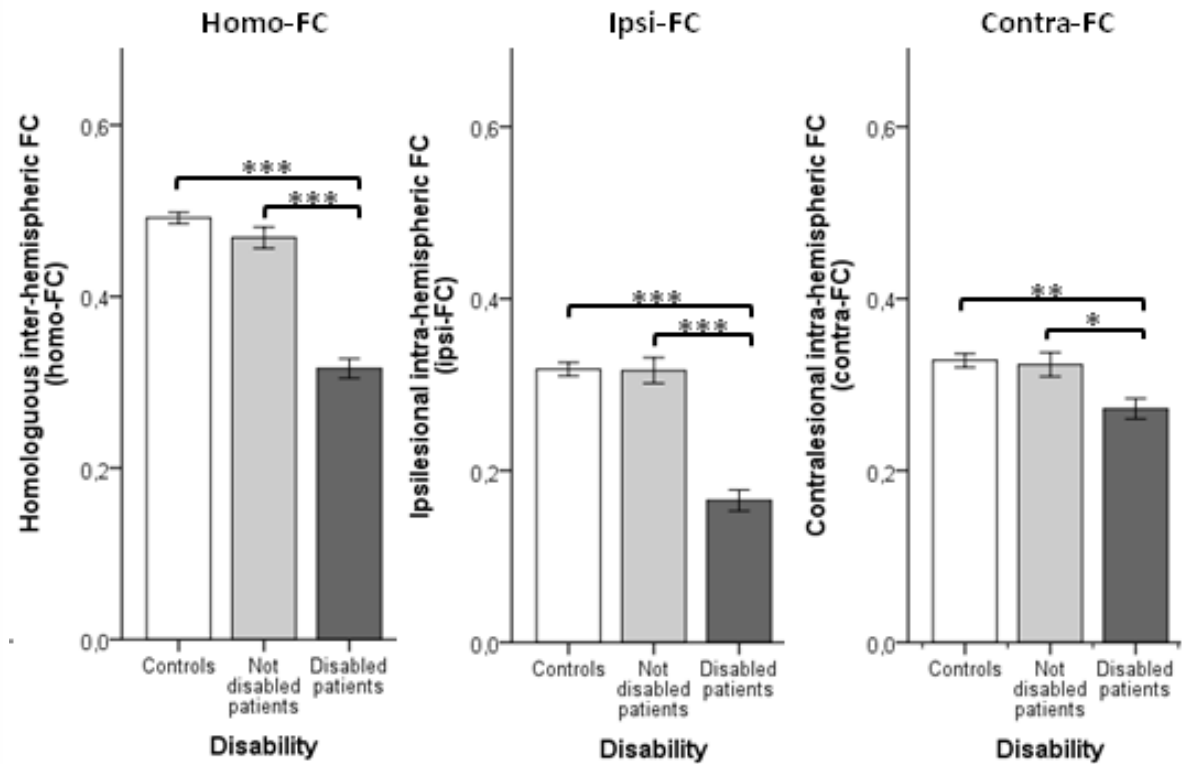 Homo-FC
Homologuous inter-hemispheric FC
(homo-FC)
0,6
0,4
0,2
0,0
***
***
Controls
Not
disabled
patients
Disabled
patients
Disability
Ipsi-FC
Ipsilesional intra-hemispheric FC
(ipsi-FC)
0,6
0,4
0,2
0,0
***
***
Controls
Not
disabled
patients
Disabled
patients
Disability
Contra-FC
Contralesional intra-hemispheric FC
(contra-FC)
0,6
0,4
0,2
0,0
**
*
Controls
Not
disabled
patients
Disabled
patients
Disability